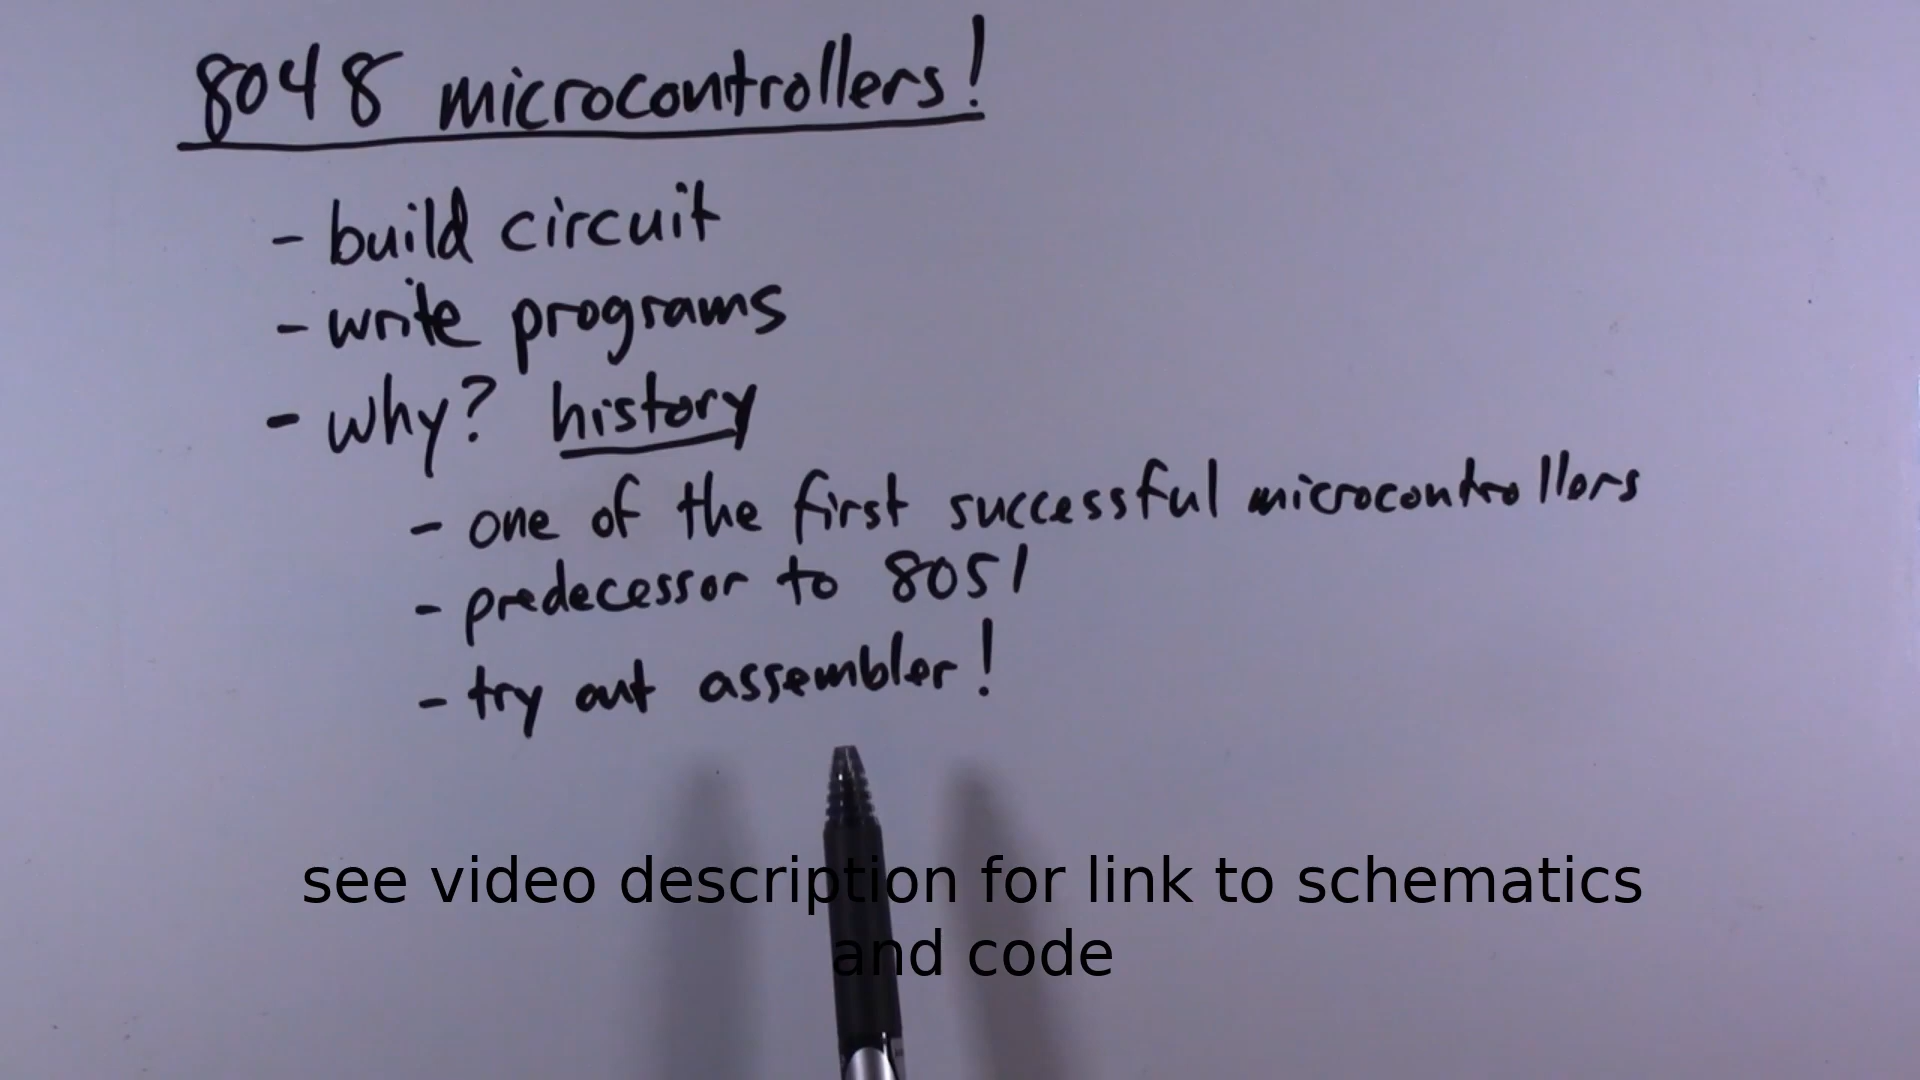 8048 microcontrollers!
- build circuit
- write programs
- why? history
- one of the first successful microcontrollers
- predecessor to 8051
- try out assembler!
see video description for link to schematics
and code